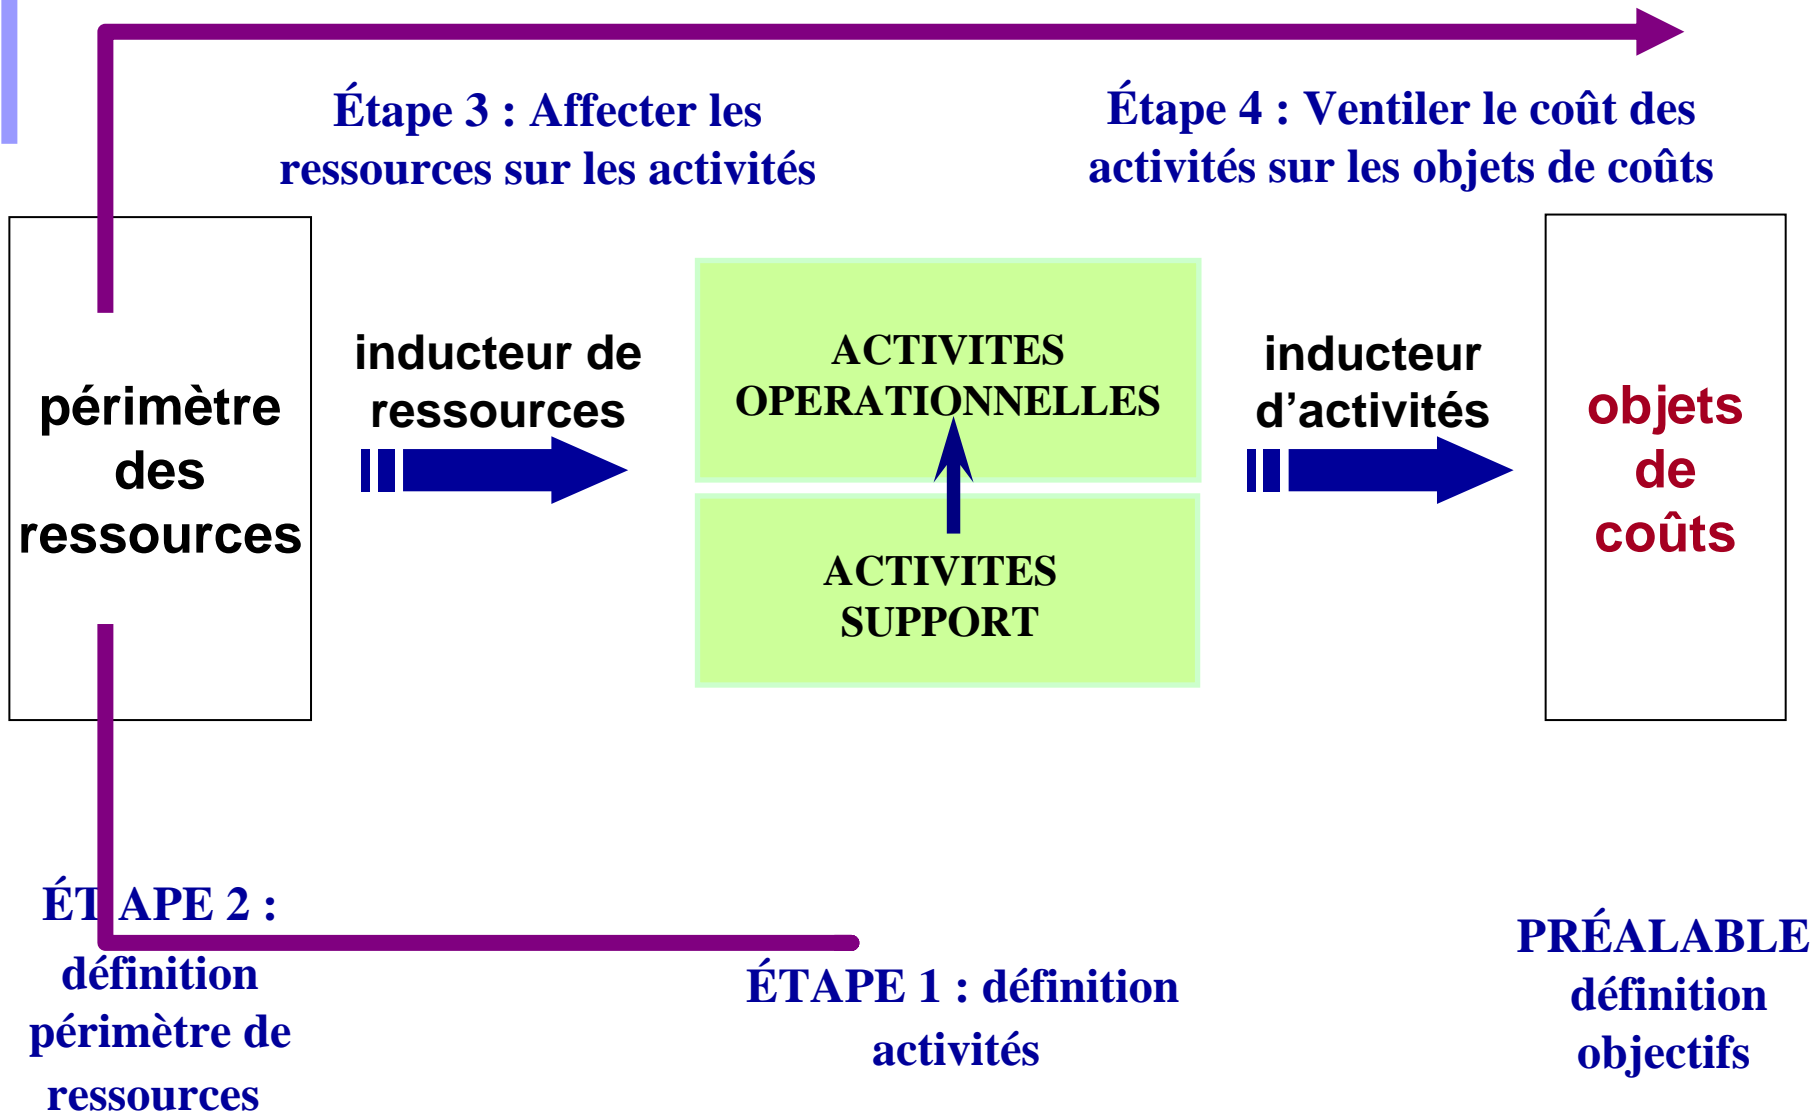 Étape 3 : Affecter les
ressources sur les activités
Étape 4 : Ventiler le coût des
activités sur les objets de coûts
périmètre
des
ressources
inducteur de
ressources
ACTIVITES
OPERATIONNELLES
ACTIVITES
SUPPORT
inducteur
d’activités
objets
de
coûts
ÉTAPE 2 :
définition
périmètre de
ressources
ÉTAPE 1 : définition
activités
PRÉALABLE
définition
objectifs